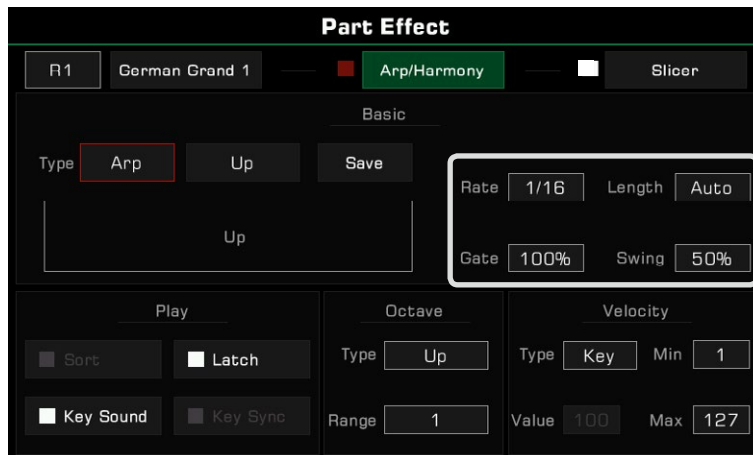 Part Effect
R1 German Grand 1 Arp/Harmony Slicer
Basic
Type Arp Up Save
Rate 1/16 Length Auto
Up
Gate 100% Swing 50%
Play Octave Velocity
Sort Latch Type Up Type Key Min 1
Key Sound Key Sync Range 1 Value 100 Max 127